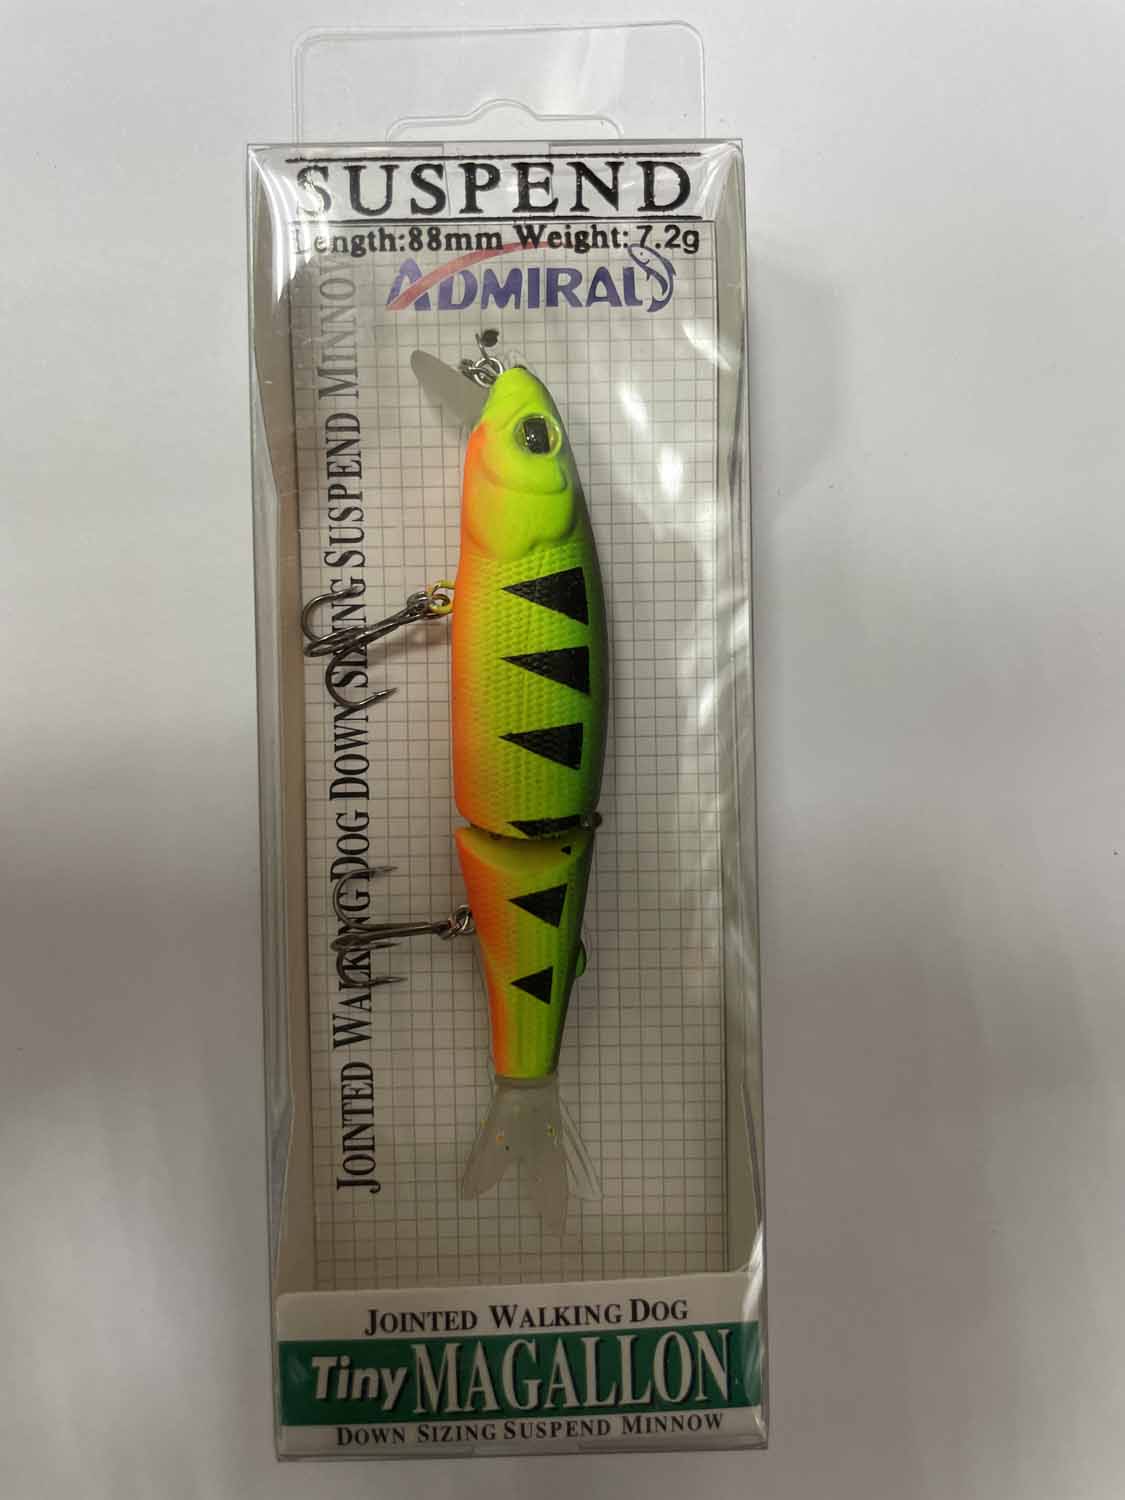 SUSPEND
Length:88mm Weight:7.2g
ADMIRAL
JOINTED WALKING DOG DOWN SIZING SUSPEND MINNOW
JOINTED WALKING DOG
Tiny MAGALLON
DOWN SIZING SUSPEND MINNOW